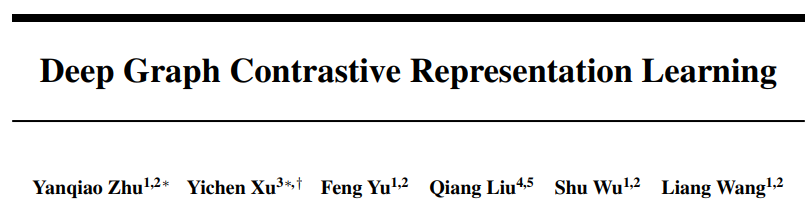 Deep Graph Contrastive Representation Learning
Yanqiao Zhu1,2∗ Yichen Xu3∗,† Feng Yu1,2 Qiang Liu4,5 Shu Wu1,2 Liang Wang1,2